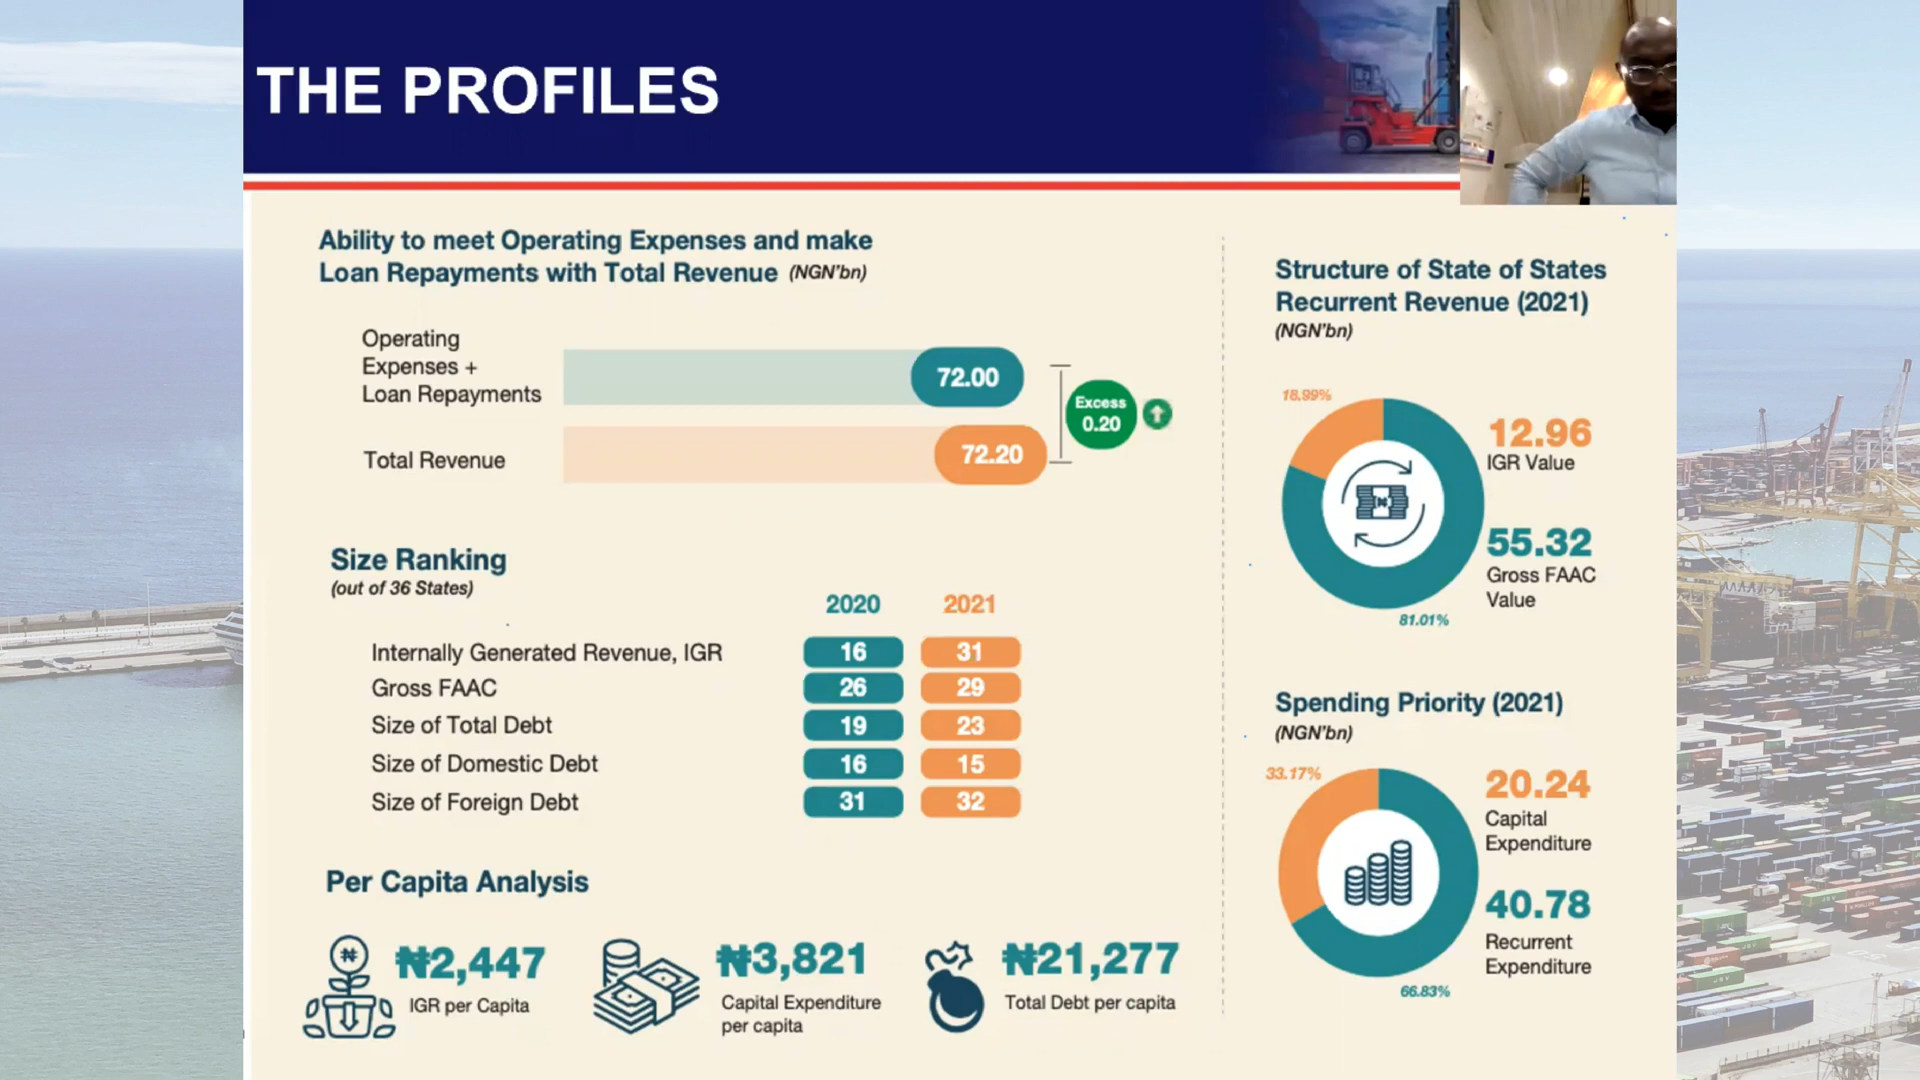 THE PROFILES
Ability to meet Operating Expenses and make
Loan Repayments with Total Revenue (NGN'bn)
Operating
Expenses +
Loan Repayments
72.00
Total Revenue
72.20
Excess
0.20
Size Ranking
(out of 36 States)
2020 2021
Internally Generated Revenue, IGR 16 31
Gross FAAC 26 29
Size of Total Debt 19 23
Size of Domestic Debt 16 15
Size of Foreign Debt 31 32
Per Capita Analysis
₦2,447
IGR per Capita
₦3,821
Capital Expenditure
per capita
₦21,277
Total Debt per capita
Structure of State of States
Recurrent Revenue (2021)
(NGN'bn)
18.99%
12.96
IGR Value
55.32
Gross FAAC
Value
81.01%
Spending Priority (2021)
(NGN'bn)
33.17%
20.24
Capital
Expenditure
40.78
Recurrent
Expenditure
66.83%